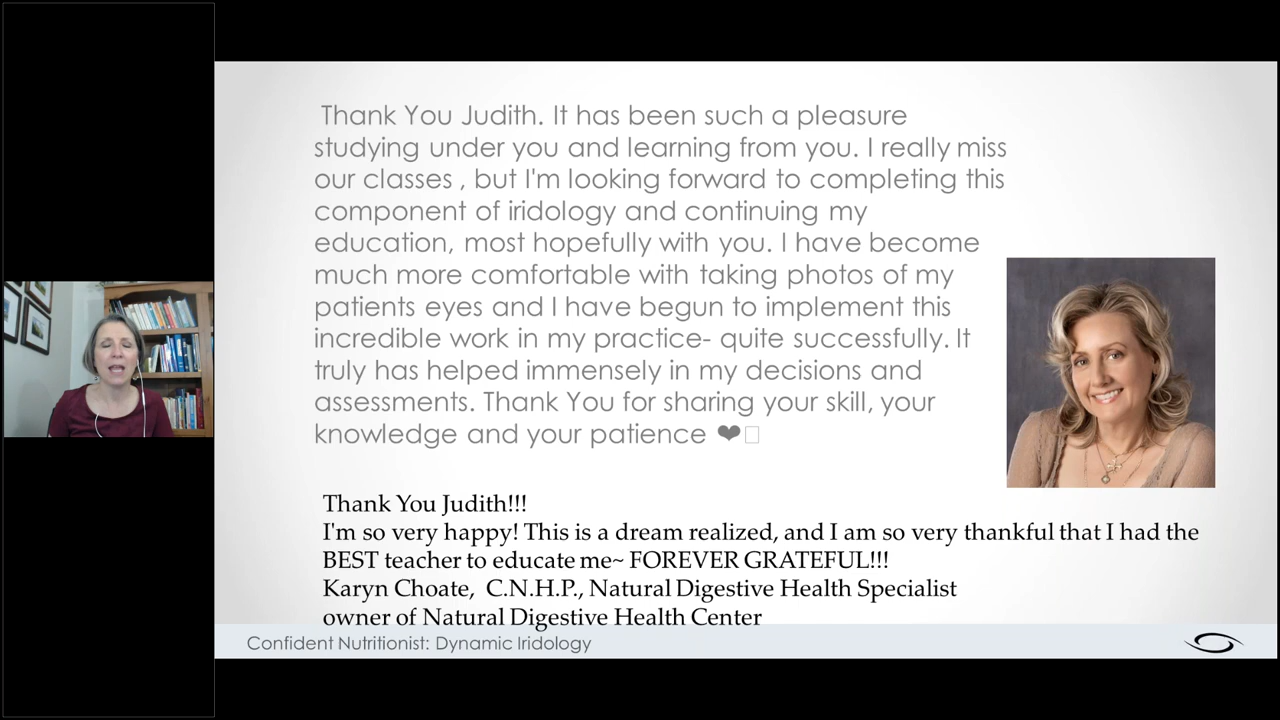 Thank You Judith. It has been such a pleasure
studying under you and learning from you. I really miss
our classes , but I'm looking forward to completing this
component of iridology and continuing my
education, most hopefully with you. I have become
much more comfortable with taking photos of my
patients eyes and I have begun to implement this
incredible work in my practice- quite successfully. It
truly has helped immensely in my decisions and
assessments. Thank You for sharing your skill, your
knowledge and your patience ❤□
Thank You Judith!!!
I'm so very happy! This is a dream realized, and I am so very thankful that I had the
BEST teacher to educate me~ FOREVER GRATEFUL!!!
Karyn Choate, C.N.H.P., Natural Digestive Health Specialist
owner of Natural Digestive Health Center
Confident Nutritionist: Dynamic Iridology